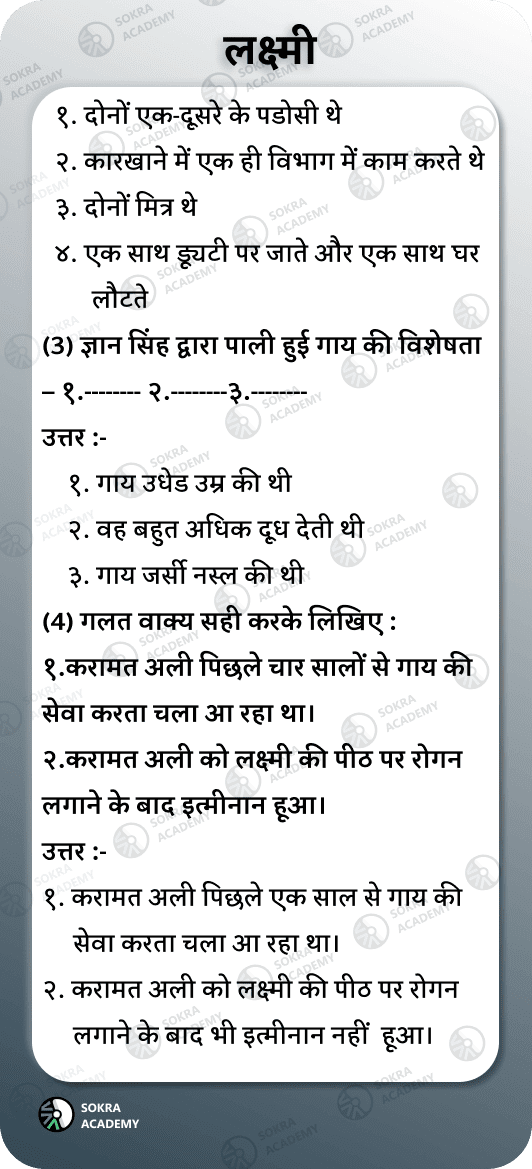 लक्ष्मी
१. दोनों एक-दूसरे के पडोसी थे
२. कारखाने में एक ही विभाग में काम करते थे
३. दोनों मित्र थे
४. एक साथ ड्यूटी पर जाते और एक साथ घर
लौटते
(3) ज्ञान सिंह द्वारा पाली हुई गाय की विशेषता
– १.-------- २.--------३.--------
उत्तर :-
१. गाय उधेड उम्र की थी
२. वह बहुत अधिक दूध देती थी
३. गाय जर्सी नस्ल की थी
(4) गलत वाक्य सही करके लिखिए :
१.करामत अली पिछले चार सालों से गाय की
सेवा करता चला आ रहा था।
२.करामत अली को लक्ष्मी की पीठ पर रोगन
लगाने के बाद इत्मीनान हूआ।
उत्तर :-
१. करामत अली पिछले एक साल से गाय की
सेवा करता चला आ रहा था।
२. करामत अली को लक्ष्मी की पीठ पर रोगन
लगाने के बाद भी इत्मीनान नहीं हूआ।
SOKRA
ACADEMY